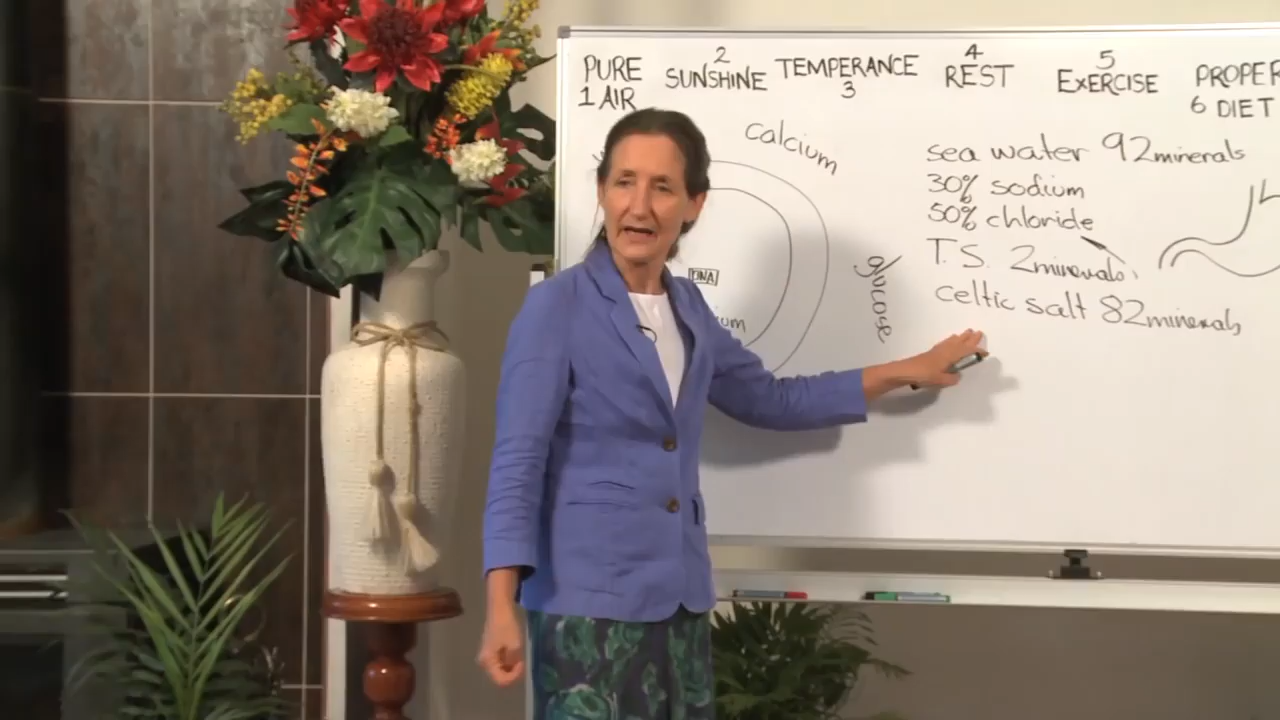 PURE
1 AIR
2
SUNSHINE
TEMPERANCE
3
4
REST
5
EXERCISE
PROPER
6 DIET
calcium
DNA
ium
glucose
sea water 92 minerals
30% sodium
50% chloride
T.S. 2 minerals
celtic salt 82 minerals